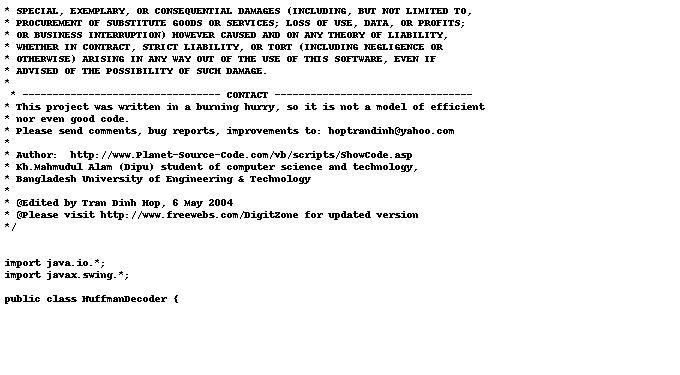 * SPECIAL, EXEMPLARY, OR CONSEQUENTIAL DAMAGES (INCLUDING, BUT NOT LIMITED TO,
* PROCUREMENT OF SUBSTITUTE GOODS OR SERVICES; LOSS OF USE, DATA, OR PROFITS;
* OR BUSINESS INTERRUPTION) HOWEVER CAUSED AND ON ANY THEORY OF LIABILITY,
* WHETHER IN CONTRACT, STRICT LIABILITY, OR TORT (INCLUDING NEGLIGENCE OR
* OTHERWISE) ARISING IN ANY WAY OUT OF THE USE OF THIS SOFTWARE, EVEN IF
* ADVISED OF THE POSSIBILITY OF SUCH DAMAGE.
*
* --------------------------------- CONTACT ---------------------------------
* This project was written in a burning hurry, so it is not a model of efficient
* nor even good code.
* Please send comments, bug reports, improvements to: hoptrandinh@yahoo.com
*
* Author:  http://www.Planet-Source-Code.com/vb/scripts/ShowCode.asp
* Kh.Mahmudul Alam (Dipu) student of computer science and technology,
* Bangladesh University of Engineering & Technology
*
* @Edited by Tran Dinh Hop, 6 May 2004
* @Please visit http://www.freewebs.com/DigitZone for updated version
*/
import java.io.*;
import javax.swing.*;
public class HuffmanDecoder {